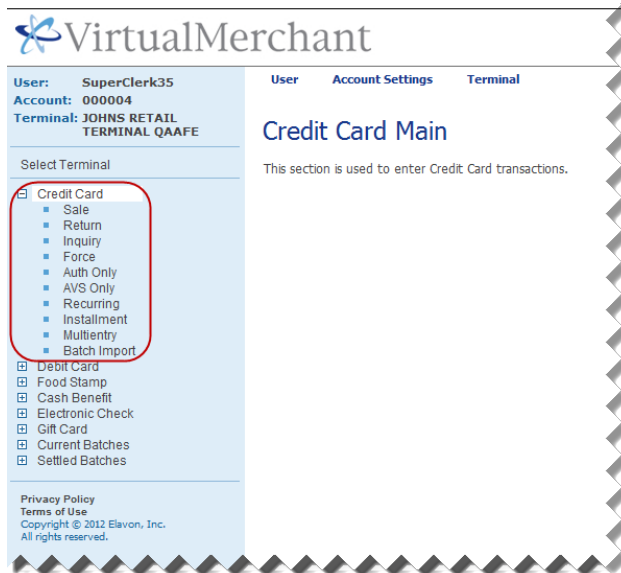 VirtualMerchant
User: SuperClerk35
Account: 000004
Terminal: JOHNS RETAIL
TERMINAL QAAFE
Select Terminal
Credit Card
Sale
Return
Inquiry
Force
Auth Only
AVS Only
Recurring
Installment
Multientry
Batch Import
Debit Card
Food Stamp
Cash Benefit
Electronic Check
Gift Card
Current Batches
Settled Batches
Privacy Policy
Terms of Use
Copyright © 2012 Elavon, Inc.
All rights reserved.
User Account Settings Terminal
Credit Card Main
This section is used to enter Credit Card transactions.